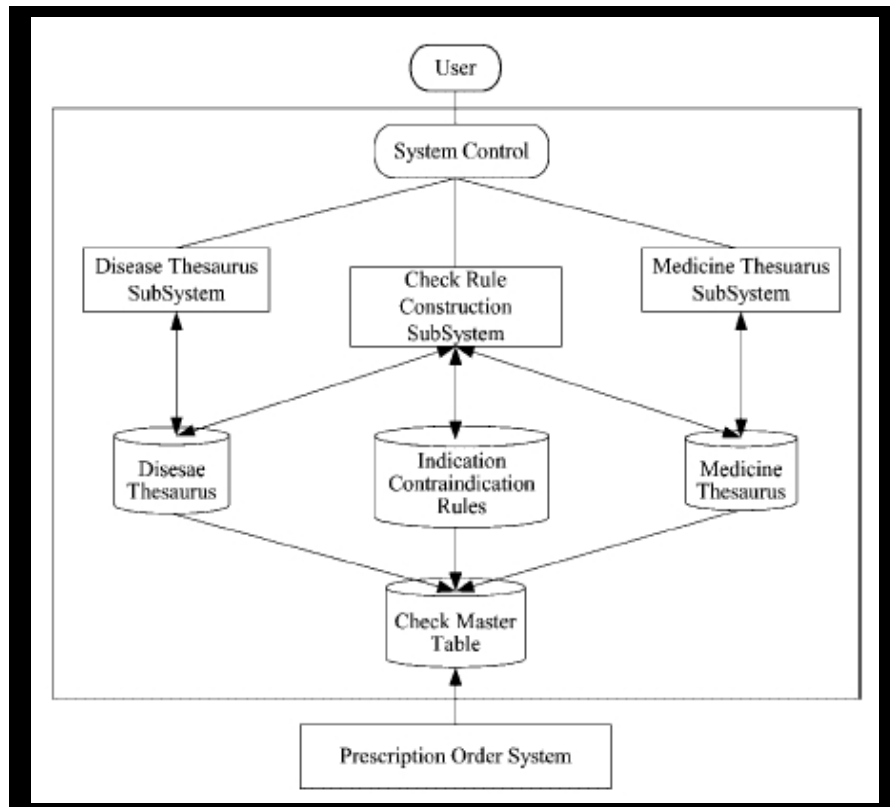 User
System Control
Disease Thesaurus
SubSystem
Check Rule
Construction
SubSystem
Medicine Thesuarus
SubSystem
Disesae
Thesaurus
Indication
Contraindication
Rules
Medicine
Thesaurus
Check Master
Table
Prescription Order System